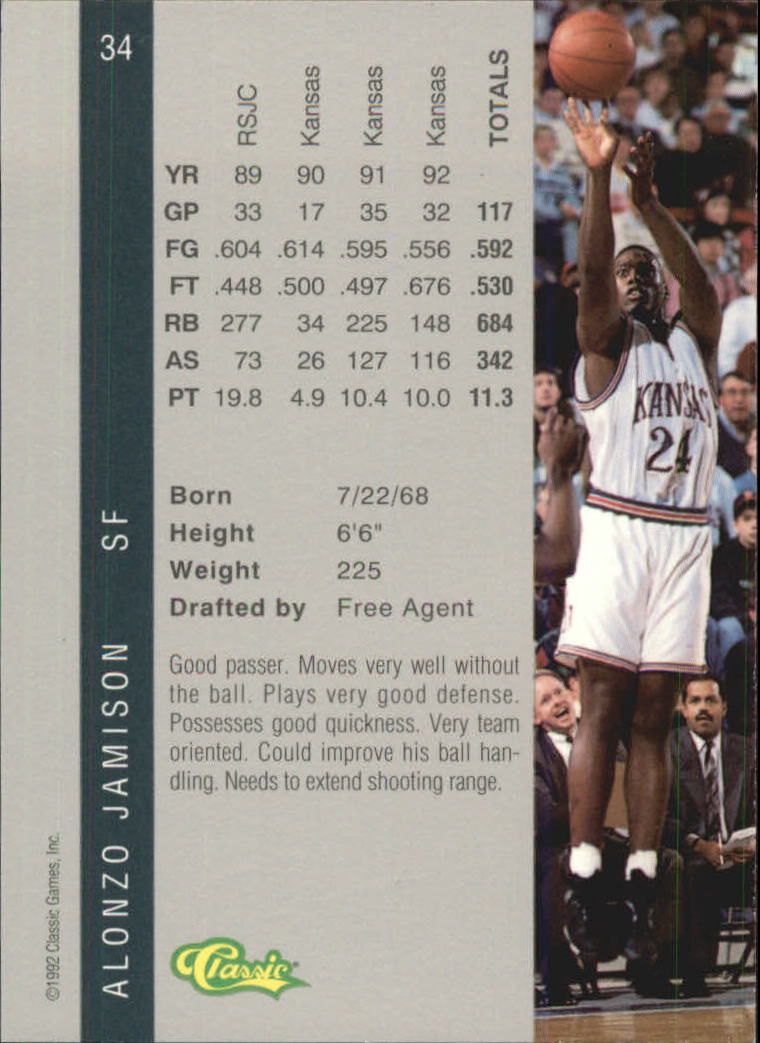 34
RSJC Kansas Kansas Kansas TOTALS
YR 89 90 91 92
GP 33 17 35 32 117
FG .604 .614 .595 .556 .592
FT .448 .500 .497 .676 .530
RB 277 34 225 148 684
AS 73 26 127 116 342
PT 19.8 4.9 10.4 10.0 11.3
Born 7/22/68
Height 6'6"
Weight 225
Drafted by Free Agent
Good passer. Moves very well without
the ball. Plays very good defense.
Possesses good quickness. Very team
oriented. Could improve his ball han-
dling. Needs to extend shooting range.
Classic®
ALONZO JAMISON SF
©1992 Classic Games, Inc.
KANSAS
24